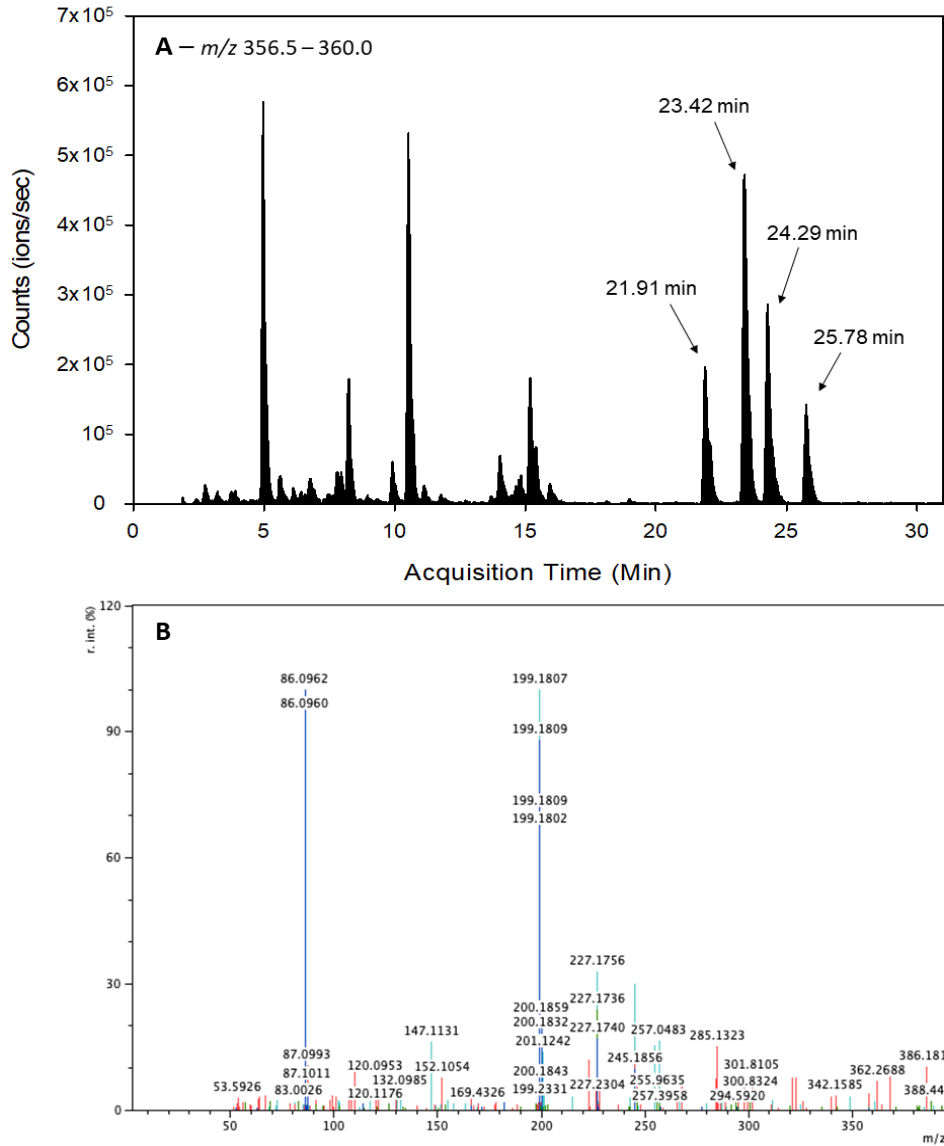 7x10⁵
A – m/z 356.5 – 360.0
6x10⁵
23.42 min
5x10⁵
Counts (ions/sec)
4x10⁵
24.29 min
21.91 min
3x10⁵
25.78 min
2x10⁵
10⁵
0
0 5 10 15 20 25 30
Acquisition Time (Min)
120
r. int. (%)
B
86.0962 199.1807
86.0960
90
199.1809
199.1809
199.1802
60
227.1756
30
227.1736
200.1859
200.1832
227.1740
147.1131
201.1242
257.0483
285.1323
87.0993
245.1856
301.8105
386.181
120.0953
152.1054
362.2688
87.1011
132.0985
200.1843
255.9635
300.8324
53.5926
83.0026
120.1176
169.4326
199.2331
227.2304
257.3958
294.5920
342.1585
388.44
0
50 100 150 200 250 300 350
m/z